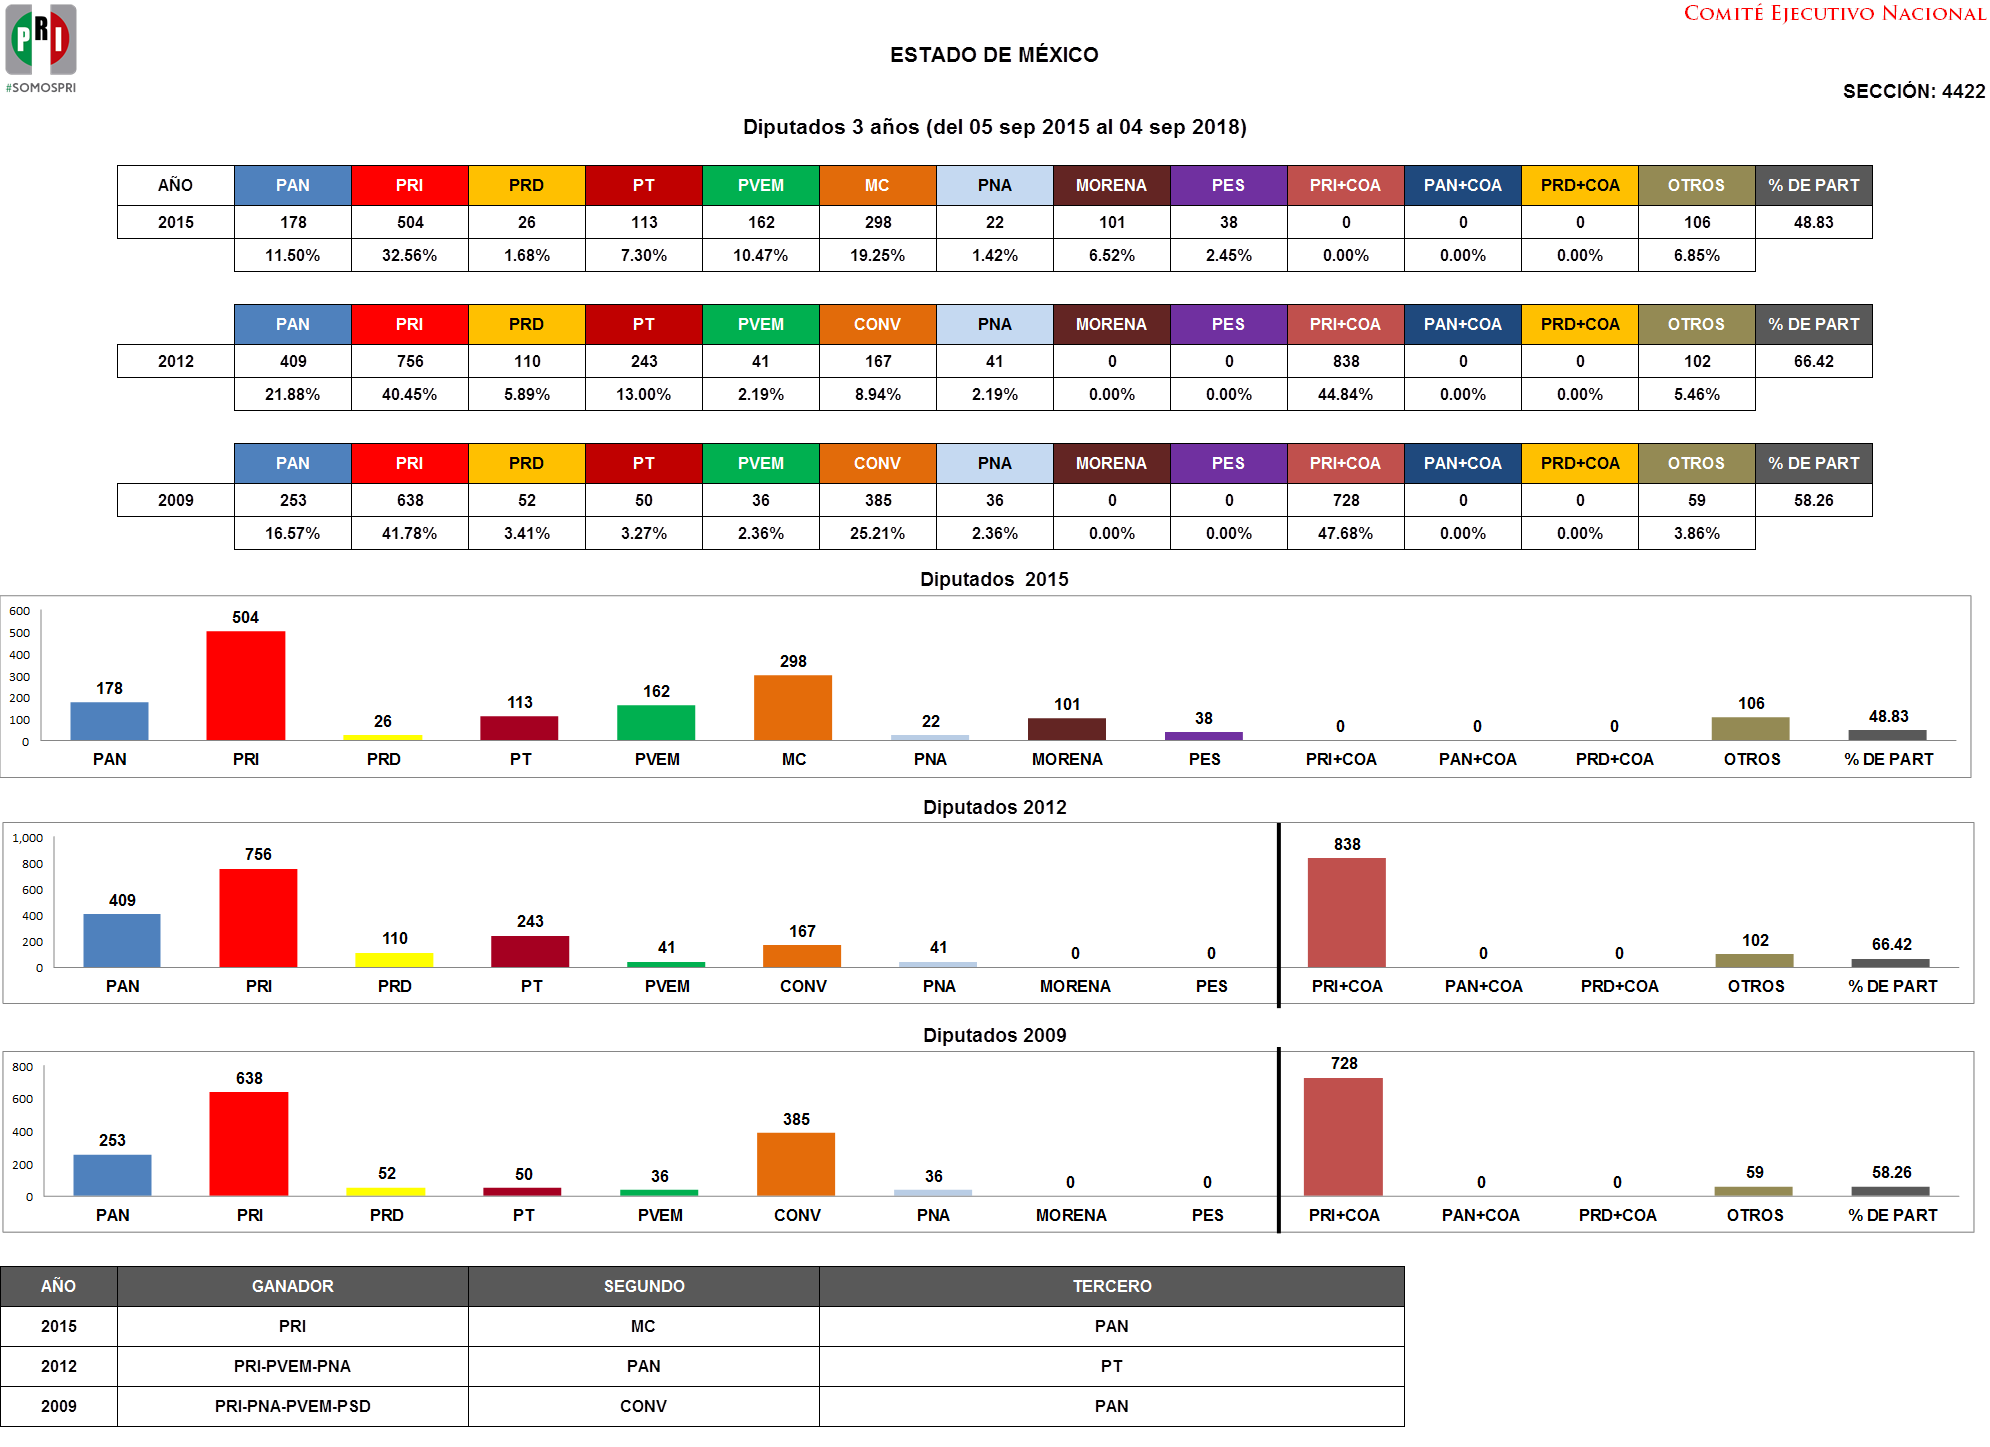 PRI
#SOMOSPRI
COMITÉ EJECUTIVO NACIONAL
ESTADO DE MÉXICO
SECCIÓN: 4422
Diputados 3 años (del 05 sep 2015 al 04 sep 2018)
AÑO PAN PRI PRD PT PVEM MC PNA MORENA PES PRI+COA PAN+COA PRD+COA OTROS % DE PART
2015 178 504 26 113 162 298 22 101 38 0 0 0 106 48.83
11.50% 32.56% 1.68% 7.30% 10.47% 19.25% 1.42% 6.52% 2.45% 0.00% 0.00% 0.00% 6.85%
PAN PRI PRD PT PVEM CONV PNA MORENA PES PRI+COA PAN+COA PRD+COA OTROS % DE PART
2012 409 756 110 243 41 167 41 0 0 838 0 0 102 66.42
21.88% 40.45% 5.89% 13.00% 2.19% 8.94% 2.19% 0.00% 0.00% 44.84% 0.00% 0.00% 5.46%
PAN PRI PRD PT PVEM CONV PNA MORENA PES PRI+COA PAN+COA PRD+COA OTROS % DE PART
2009 253 638 52 50 36 385 36 0 0 728 0 0 59 58.26
16.57% 41.78% 3.41% 3.27% 2.36% 25.21% 2.36% 0.00% 0.00% 47.68% 0.00% 0.00% 3.86%
Diputados 2015
600
500
400
300
200
100
0
178 504 26 113 162 298 22 101 38 0 0 0 106 48.83
PAN PRI PRD PT PVEM MC PNA MORENA PES PRI+COA PAN+COA PRD+COA OTROS % DE PART
Diputados 2012
1,000
800
600
400
200
0
409 756 110 243 41 167 41 0 0 838 0 0 102 66.42
PAN PRI PRD PT PVEM CONV PNA MORENA PES PRI+COA PAN+COA PRD+COA OTROS % DE PART
Diputados 2009
800
600
400
200
0
253 638 52 50 36 385 36 0 0 728 0 0 59 58.26
PAN PRI PRD PT PVEM CONV PNA MORENA PES PRI+COA PAN+COA PRD+COA OTROS % DE PART
AÑO GANADOR SEGUNDO TERCERO
2015 PRI MC PAN
2012 PRI-PVEM-PNA PAN PT
2009 PRI-PNA-PVEM-PSD CONV PAN